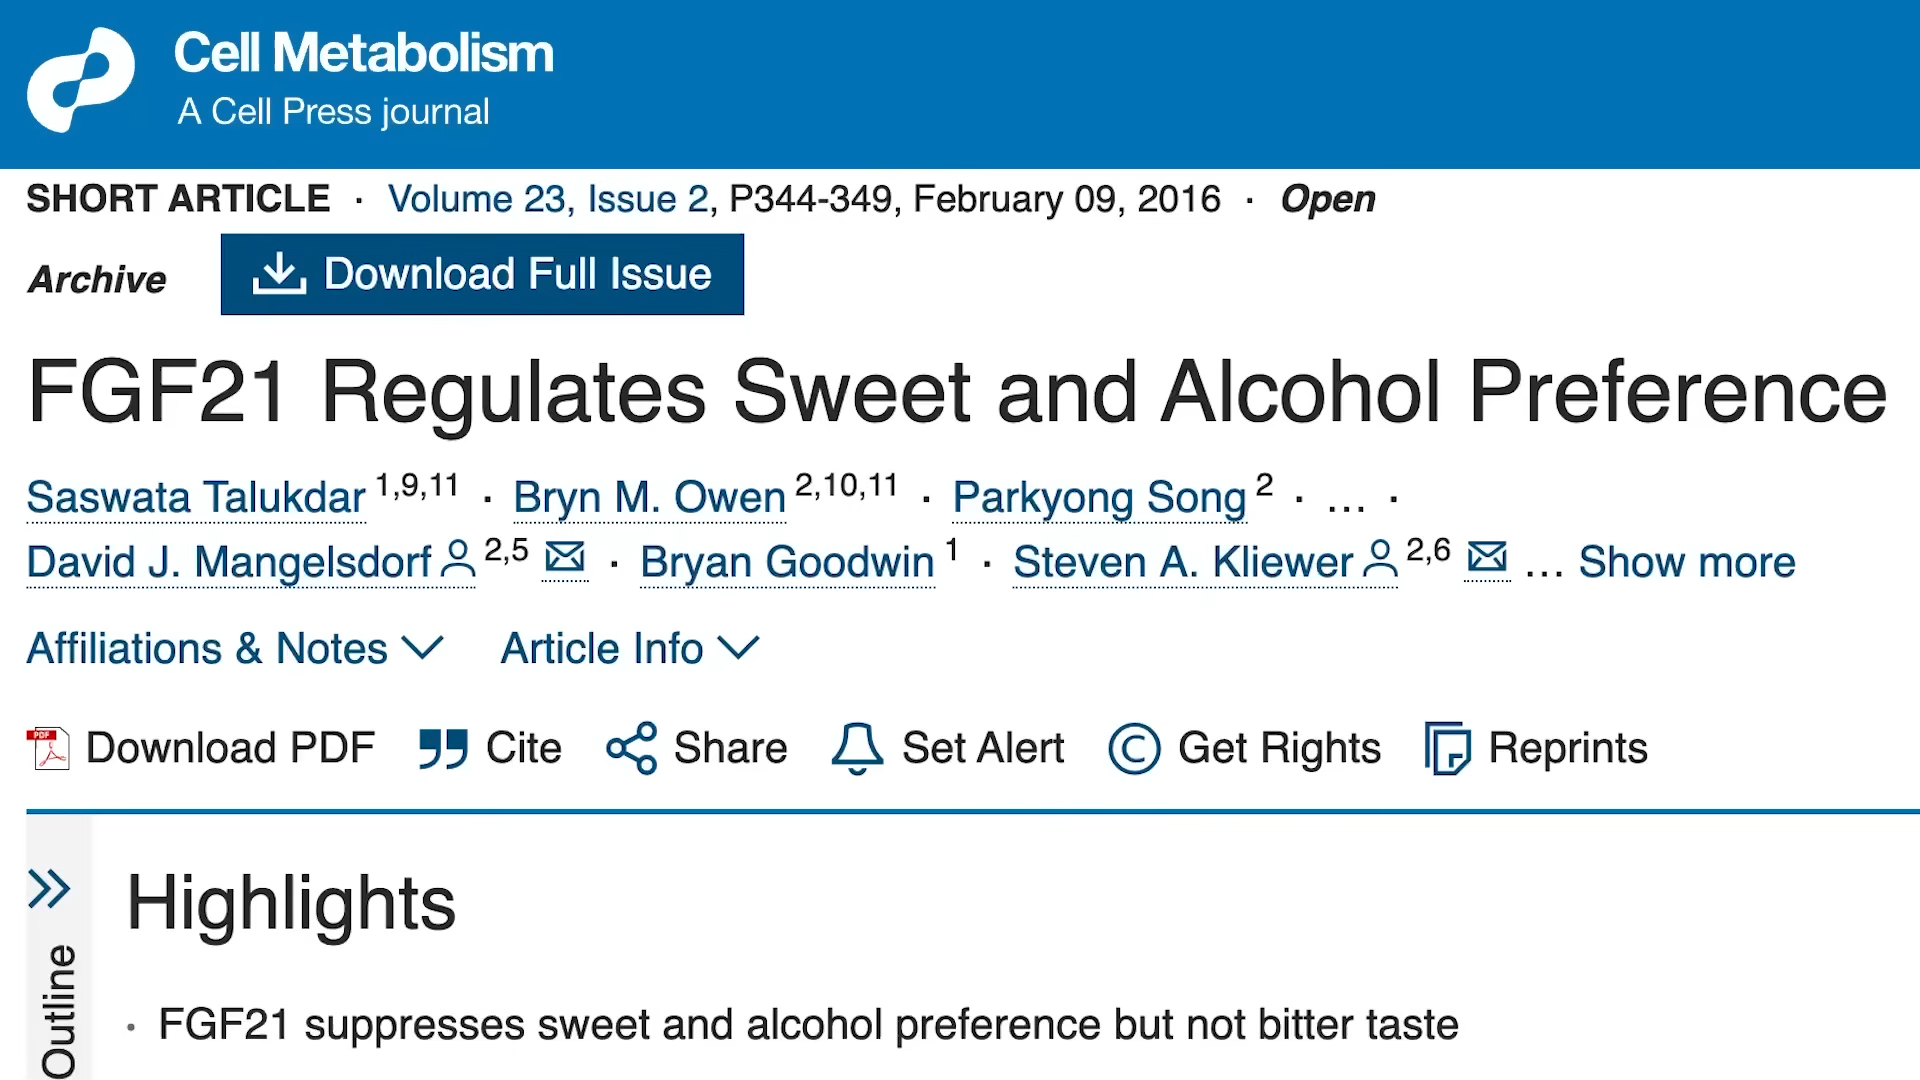 Cell Metabolism
A Cell Press journal
SHORT ARTICLE · Volume 23, Issue 2, P344-349, February 09, 2016 · Open
Archive Download Full Issue
FGF21 Regulates Sweet and Alcohol Preference
Saswata Talukdar 1,9,11 · Bryn M. Owen 2,10,11 · Parkyong Song 2 · ... ·
David J. Mangelsdorf 2,5 · Bryan Goodwin 1 · Steven A. Kliewer 2,6 ... Show more
Affiliations & Notes Article Info
PDF Download PDF Cite Share Set Alert Get Rights Reprints
Outline
Highlights
· FGF21 suppresses sweet and alcohol preference but not bitter taste